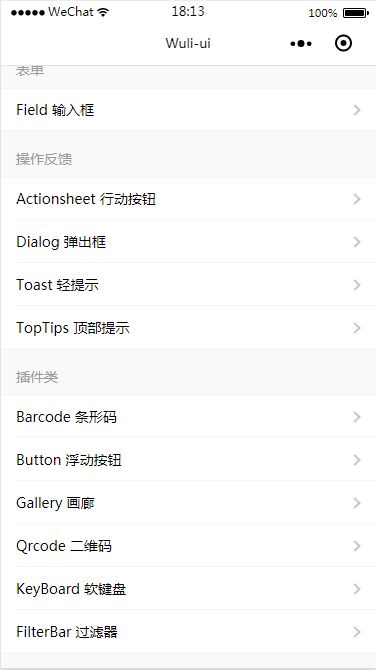 WeChat 18:13 100%
Wuli-ui
表单
Field 输入框
操作反馈
Actionsheet 行动按钮
Dialog 弹出框
Toast 轻提示
TopTips 顶部提示
插件类
Barcode 条形码
Button 浮动按钮
Gallery 画廊
Qrcode 二维码
KeyBoard 软键盘
FilterBar 过滤器